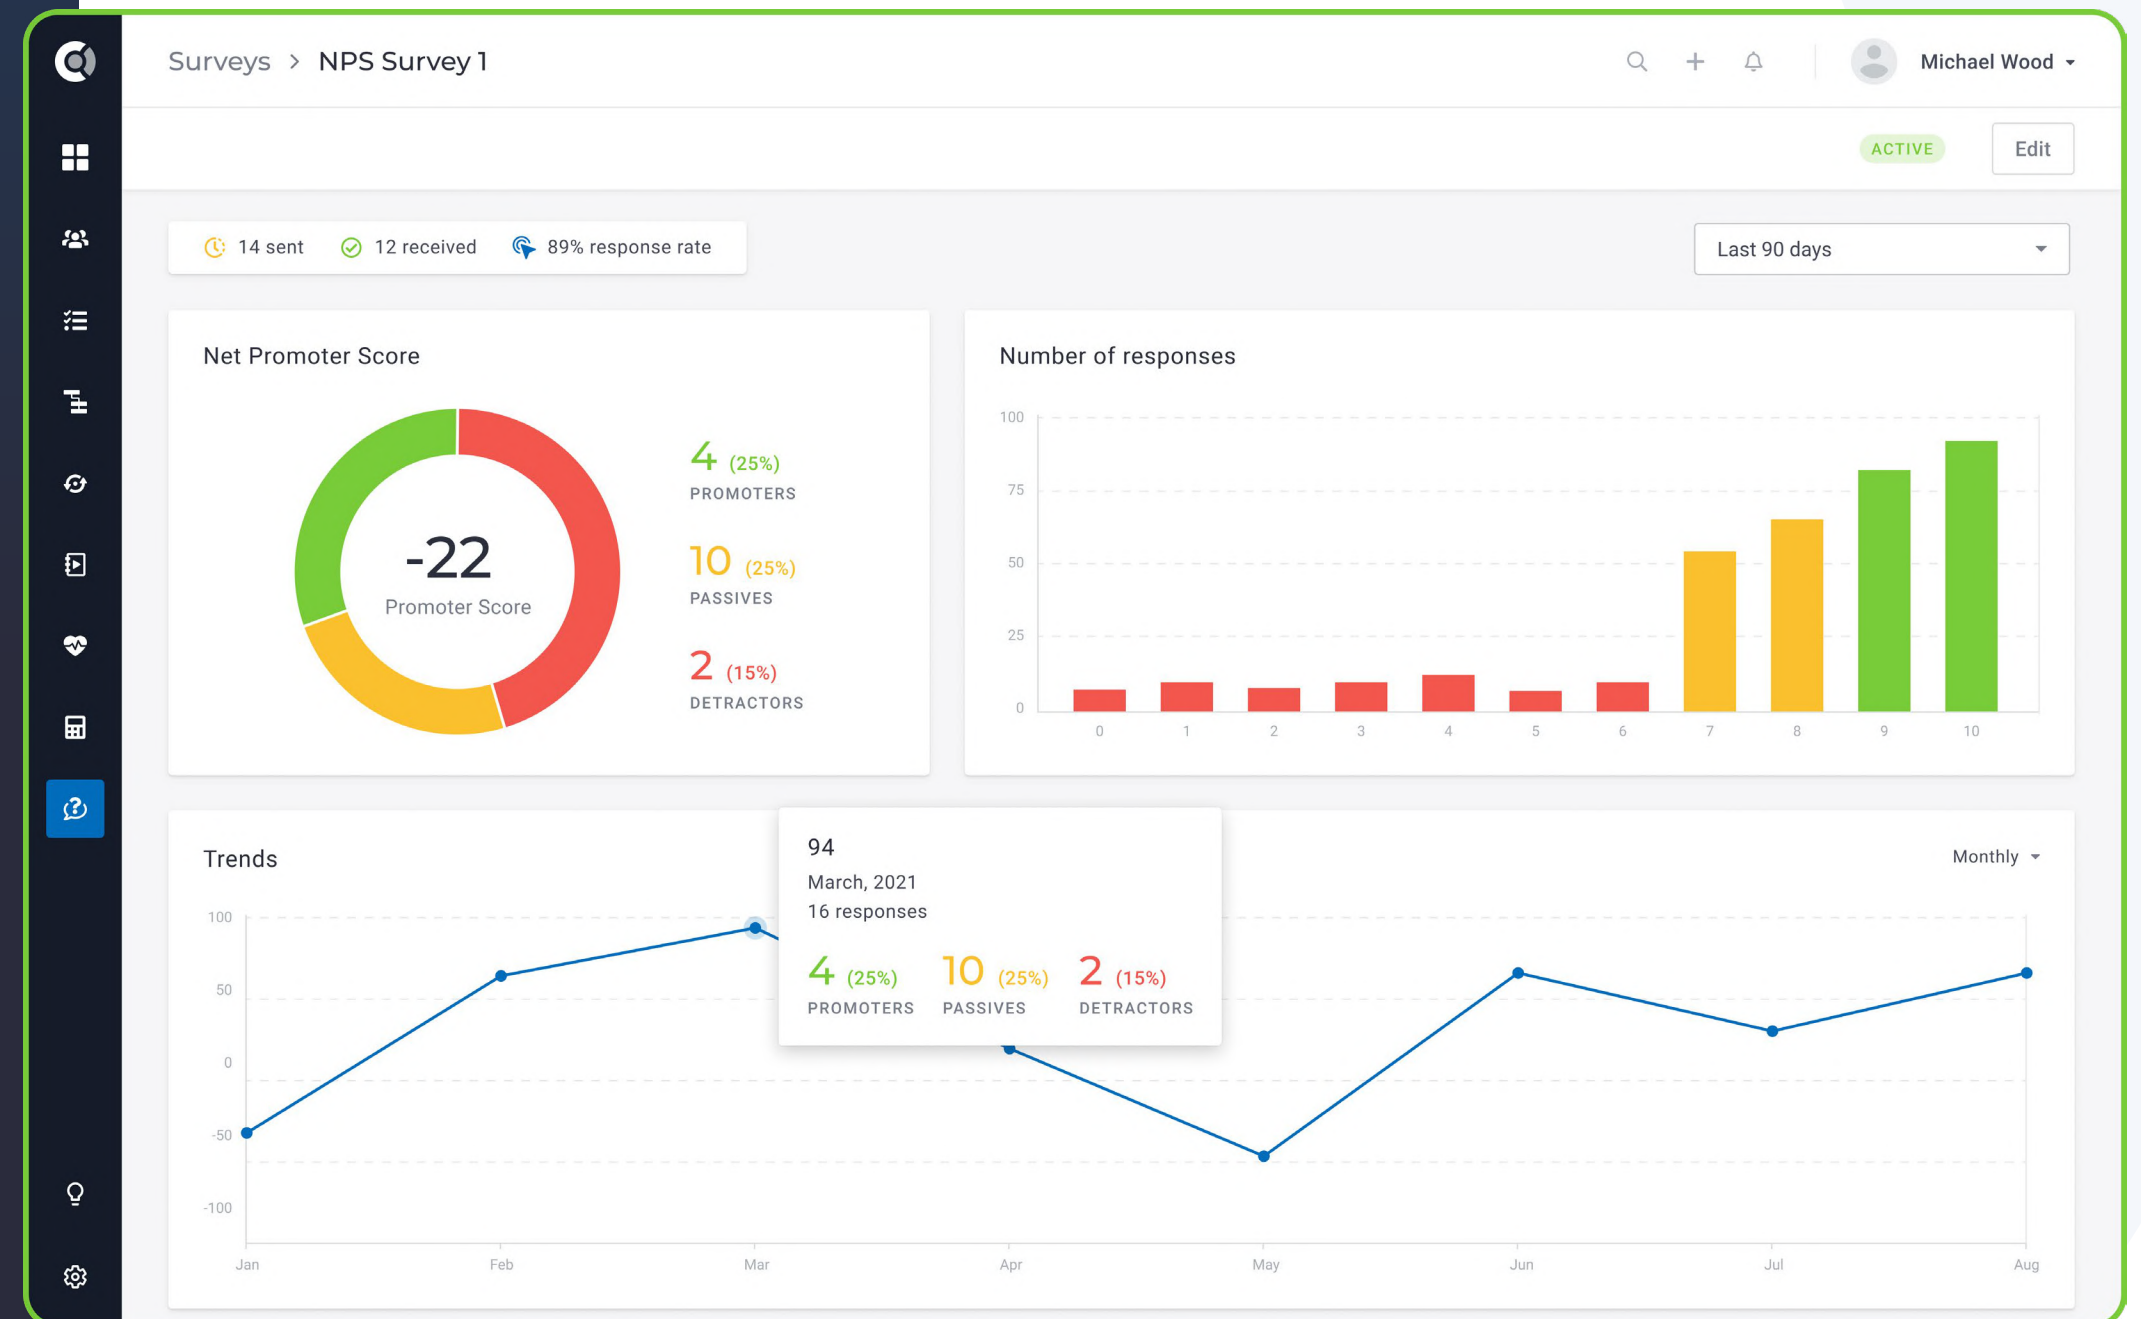 Surveys > NPS Survey 1
Michael Wood
ACTIVE
Edit
14 sent
12 received
89% response rate
Last 90 days
Net Promoter Score
-22
Promoter Score
4 (25%)
PROMOTERS
10 (25%)
PASSIVES
2 (15%)
DETRACTORS
Number of responses
100
75
50
25
0
0 1 2 3 4 5 6 7 8 9 10
Trends
Monthly
94
March, 2021
16 responses
4 (25%) 10 (25%) 2 (15%)
PROMOTERS PASSIVES DETRACTORS
100
50
0
-50
-100
Jan Feb Mar Apr May Jun Jul Aug